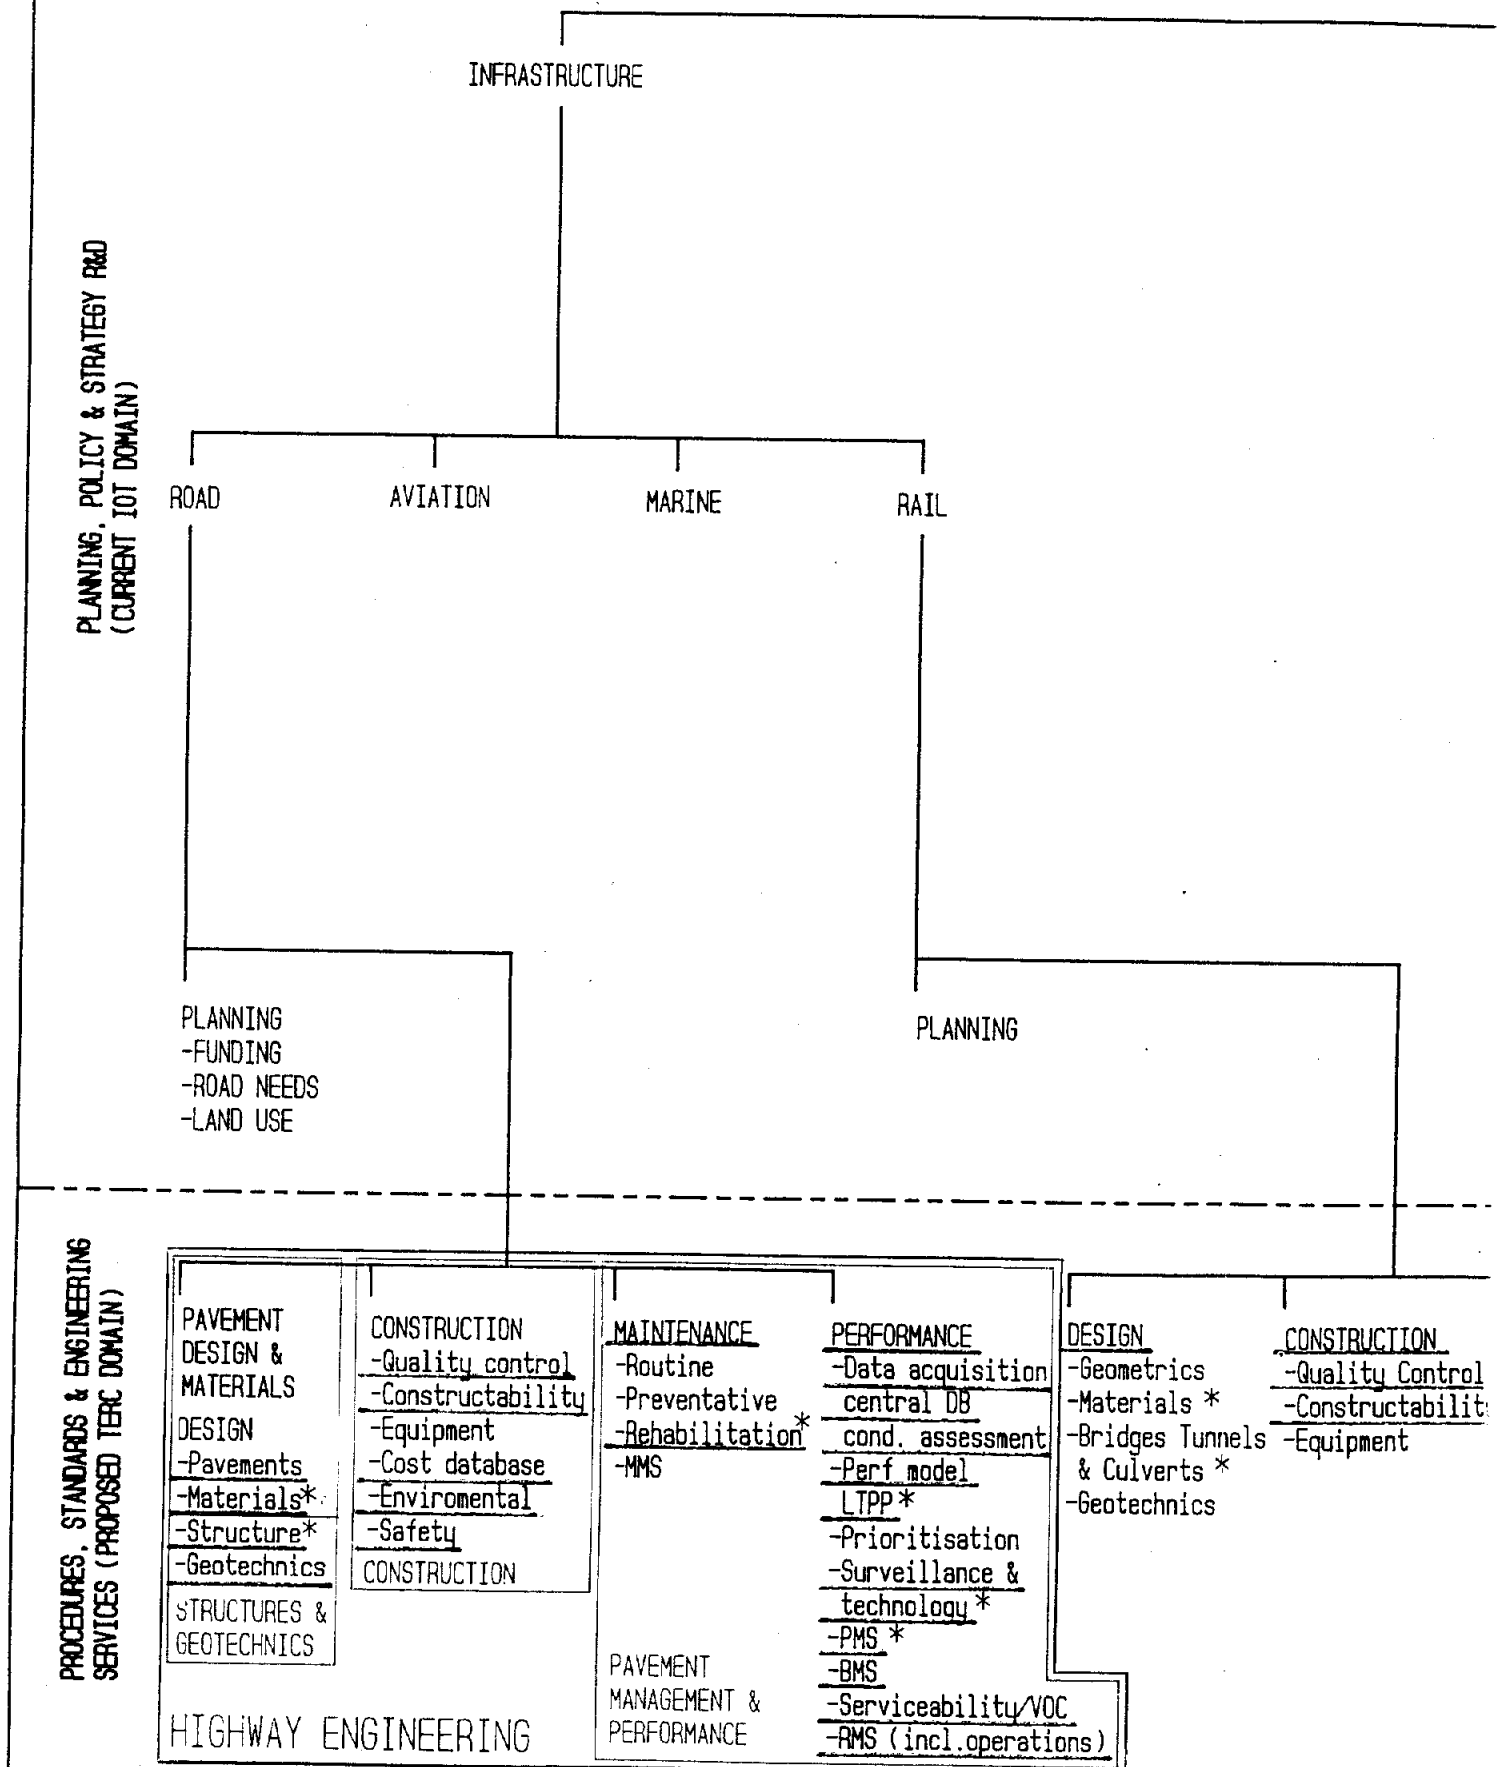 INFRASTRUCTURE
PLANNING, POLICY & STRATEGY R&D
(CURRENT IOT DOMAIN)
ROAD
AVIATION
MARINE
RAIL
PLANNING
-FUNDING
-ROAD NEEDS
-LAND USE
PLANNING
PROCEDURES, STANDARDS & ENGINEERING
SERVICES (PROPOSED TERC DOMAIN)
PAVEMENT
DESIGN &
MATERIALS
DESIGN
-Pavements
-Materials*
-Structure*
-Geotechnics
STRUCTURES &
GEOTECHNICS
CONSTRUCTION
-Quality control
-Constructability
-Equipment
-Cost database
-Enviromental
-Safety
CONSTRUCTION
MAINTENANCE
-Routine
-Preventative
-Rehabilitation*
-MMS
PAVEMENT
MANAGEMENT &
PERFORMANCE
PERFORMANCE
-Data acquisition
central DB
cond. assessment
-Perf model
LTPP*
-Prioritisation
-Surveillance &
technology*
-PMS*
-BMS
-Serviceability/VOC
-RMS (incl.operations)
HIGHWAY ENGINEERING
DESIGN
-Geometrics
-Materials *
-Bridges Tunnels
& Culverts *
-Geotechnics
CONSTRUCTION
-Quality Control
-Constructabilit
-Equipment